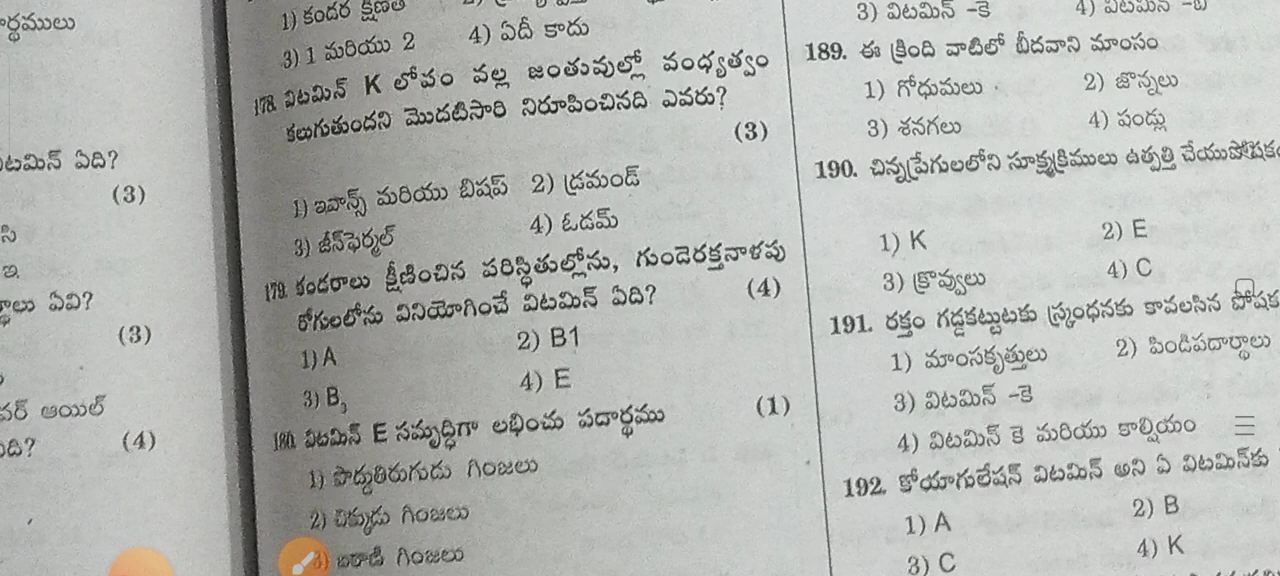 ర్థములు
టమిన్ ఏది?
(3)
సి
ఇ
ఏవి?
(3)
ఆయిల్
(4)
1) కందర క్షీణత
3) 1 మరియు 2 4) ఏదీ కాదు
178. విటమిన్ K లోపం వల్ల జంతువుల్లో వంధ్యత్వం
కలుగుతుందని మొదటిసారి నిరూపించినది ఎవరు?
(3)
1) ఇవాన్స్ మరియు బిషప్ 2) డ్రమండ్
3) జీన్‌ఫెర్మల్ 4) ఓడమ్
179. కండరాలు క్షీణించిన పరిస్థితుల్లోను, గుండెరక్తనాళపు
రోగులలోను వినియోగించే విటమిన్ ఏది? (4)
1) A 2) B1
3) B3 4) E
180. విటమిన్ E సమృద్ధిగా లభించు పదార్థము (1)
1) పొద్దుతిరుగుడు గింజలు
2) చిక్కుడు గింజలు
3) బఠాణీ గింజలు
3) విటమిన్ -కె 4) విటమిన్ -బి
189. ఈ క్రింది వాటిలో బీదవాని మాంసం
1) గోధుమలు 2) జొన్నలు
3) శనగలు 4) పండ్లు
190. చిన్నప్రేగులలోని సూక్ష్మక్రిములు ఉత్పత్తి చేయుపోషక
1) K 2) E
3) క్రొవ్వులు 4) C
191. రక్తం గడ్డకట్టుటకు స్కంధనకు కావలసిన పోషక
1) మాంసకృత్తులు 2) పిండిపదార్థాలు
3) విటమిన్ -కె
4) విటమిన్ కె మరియు కాల్షియం
192. కోయాగులేషన్ విటమిన్ అని ఏ విటమిన్‌కు
1) A 2) B
3) C 4) K